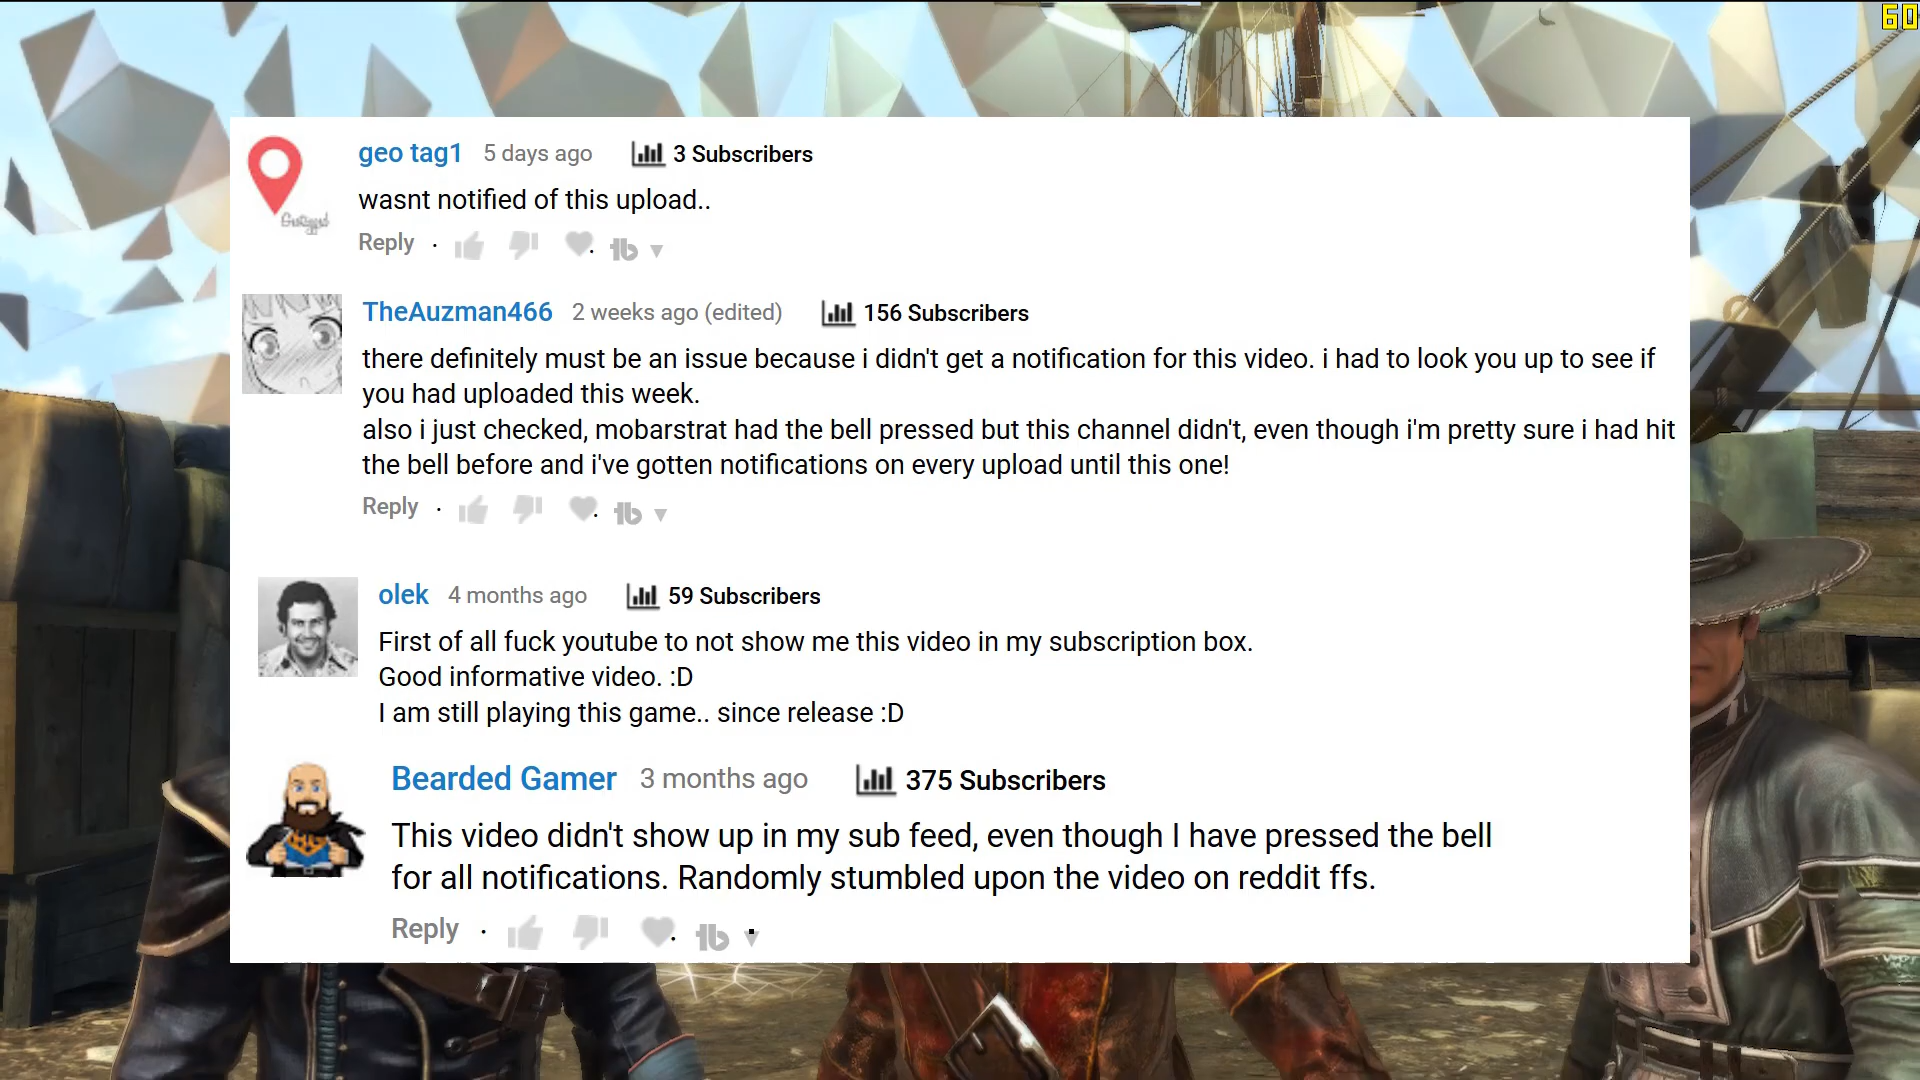 60
geo tag1 5 days ago 3 Subscribers
wasnt notified of this upload..
Reply
TheAuzman466 2 weeks ago (edited) 156 Subscribers
there definitely must be an issue because i didn't get a notification for this video. i had to look you up to see if
you had uploaded this week.
also i just checked, mobarstrat had the bell pressed but this channel didn't, even though i'm pretty sure i had hit
the bell before and i've gotten notifications on every upload until this one!
Reply
olek 4 months ago 59 Subscribers
First of all fuck youtube to not show me this video in my subscription box.
Good informative video. :D
I am still playing this game.. since release :D
Bearded Gamer 3 months ago 375 Subscribers
This video didn't show up in my sub feed, even though I have pressed the bell
for all notifications. Randomly stumbled upon the video on reddit ffs.
Reply